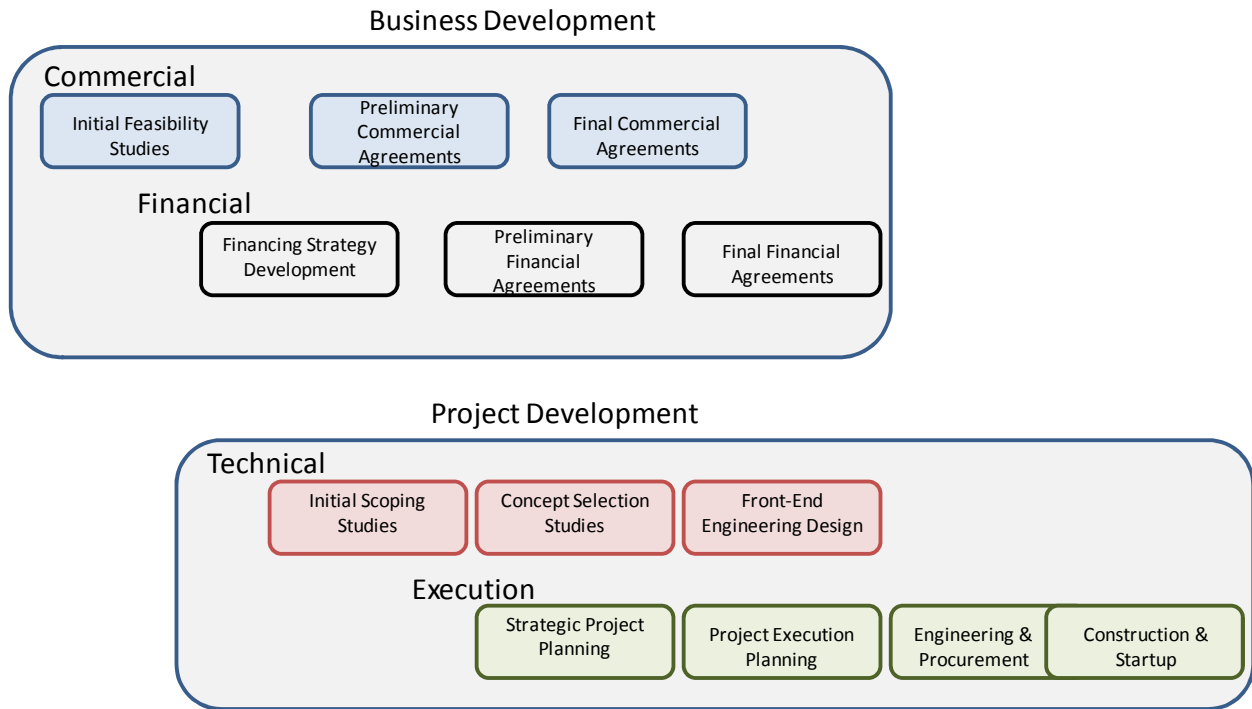 Business Development
Commercial
Initial Feasibility
Studies
Preliminary
Commercial
Agreements
Final Commercial
Agreements
Financial
Financing Strategy
Development
Preliminary
Financial
Agreements
Final Financial
Agreements
Project Development
Technical
Initial Scoping
Studies
Concept Selection
Studies
Front-End
Engineering Design
Execution
Strategic Project
Planning
Project Execution
Planning
Engineering &
Procurement
Construction &
Startup